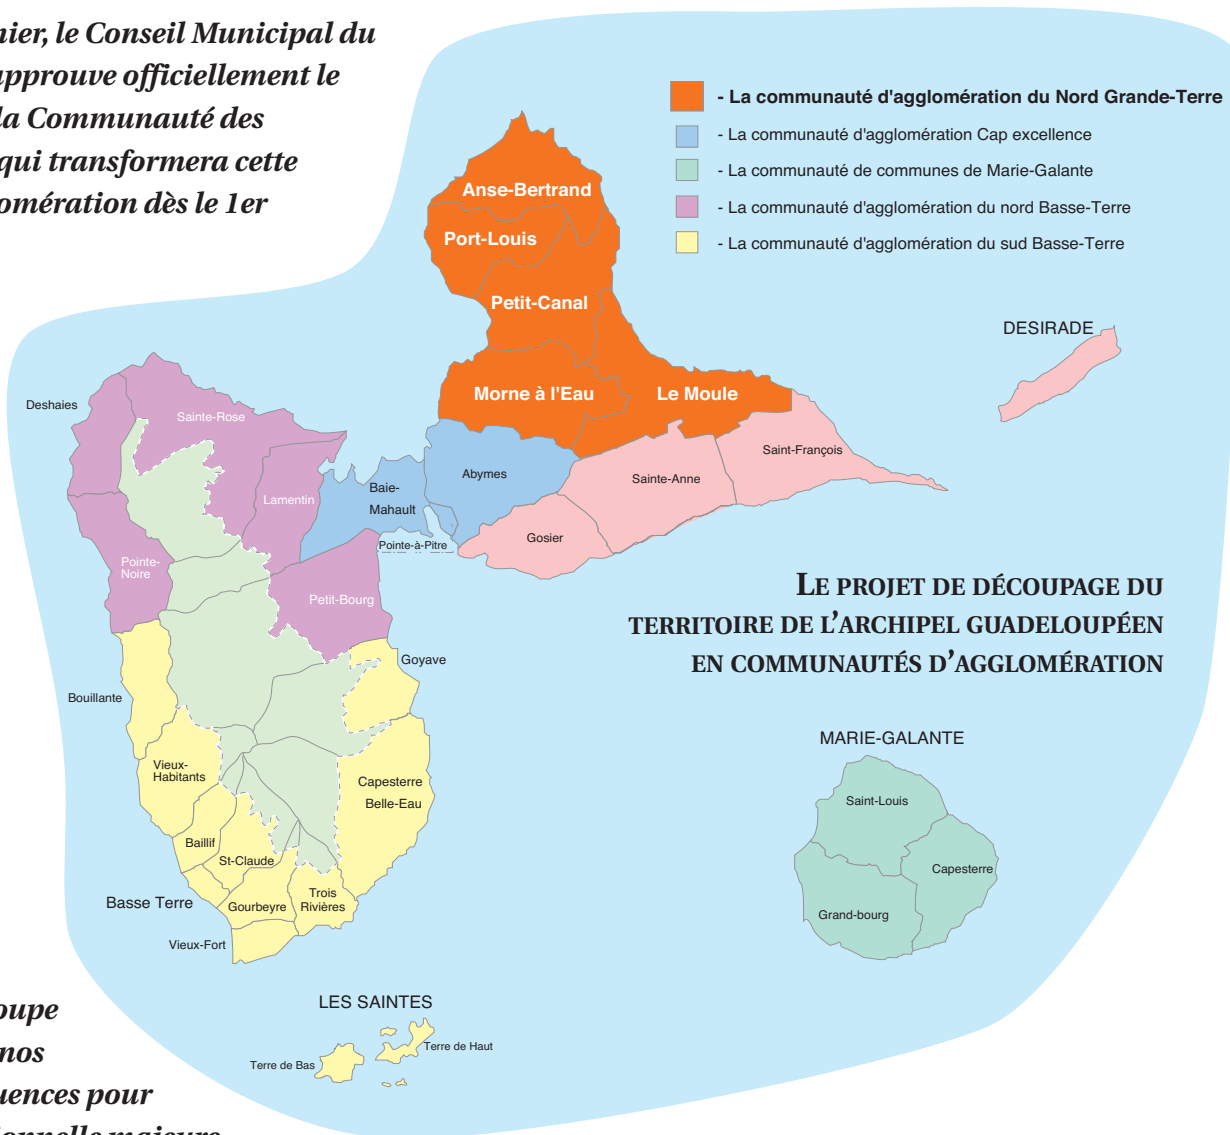 nier, le Conseil Municipal du
approuve officiellement le
la Communauté des
qui transformera cette
omération dès le 1er
- La communauté d'agglomération du Nord Grande-Terre
- La communauté d'agglomération Cap excellence
- La communauté de communes de Marie-Galante
- La communauté d'agglomération du nord Basse-Terre
- La communauté d'agglomération du sud Basse-Terre
Anse-Bertrand
Port-Louis
Petit-Canal
Morne à l'Eau
Le Moule
DESIRADE
Deshaies
Sainte-Rose
Lamentin
Baie-
Mahault
Abymes
Pointe-à-Pitre
Gosier
Sainte-Anne
Saint-François
Pointe-
Noire
Petit-Bourg
LE PROJET DE DÉCOUPAGE DU
TERRITOIRE DE L'ARCHIPEL GUADELOUPÉEN
EN COMMUNAUTÉS D'AGGLOMÉRATION
Goyave
Bouillante
Vieux-
Habitants
Capesterre
Belle-Eau
Baillif
St-Claude
Basse Terre
Gourbeyre
Trois
Rivières
Vieux-Fort
MARIE-GALANTE
Saint-Louis
Capesterre
Grand-bourg
LES SAINTES
Terre de Bas
Terre de Haut
oupe
nos
uences pour
ionnelle majeure